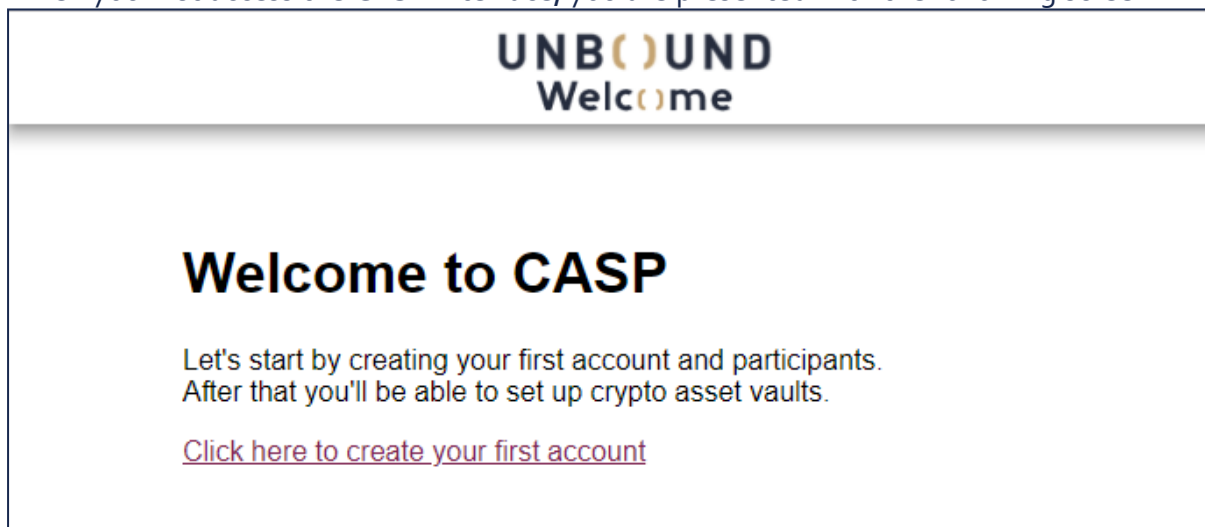 UNB()UND
Welc()me
Welcome to CASP
Let's start by creating your first account and participants.
After that you'll be able to set up crypto asset vaults.
Click here to create your first account